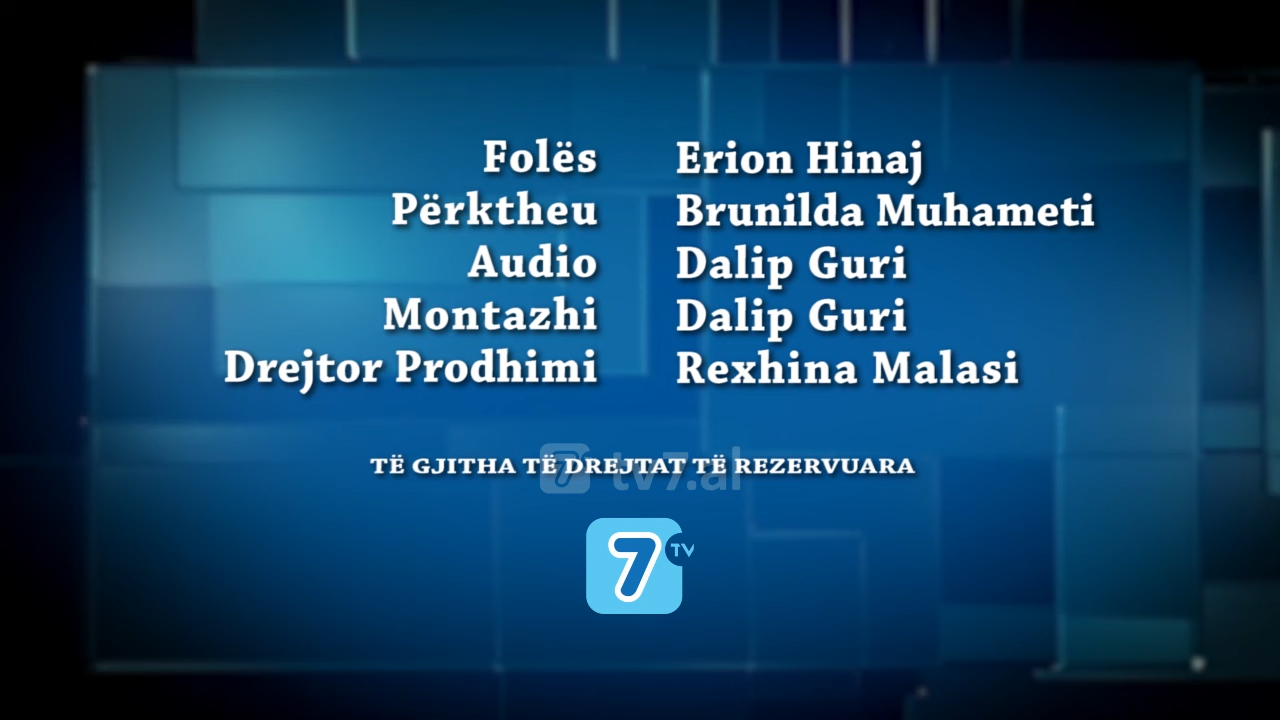 Folës Erion Hinaj
Përktheu Brunilda Muhameti
Audio Dalip Guri
Montazhi Dalip Guri
Drejtor Prodhimi Rexhina Malasi
TË GJITHA TË DREJTAT TË REZERVUARA
7 tv7.al
7 TV